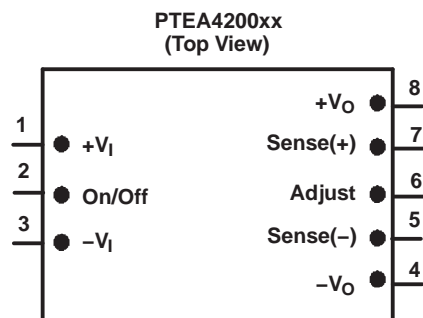 PTEA4200xx
(Top View)
1
+VI
2
On/Off
3
−VI
+VO
8
Sense(+)
7
Adjust
6
Sense(−)
5
−VO
4